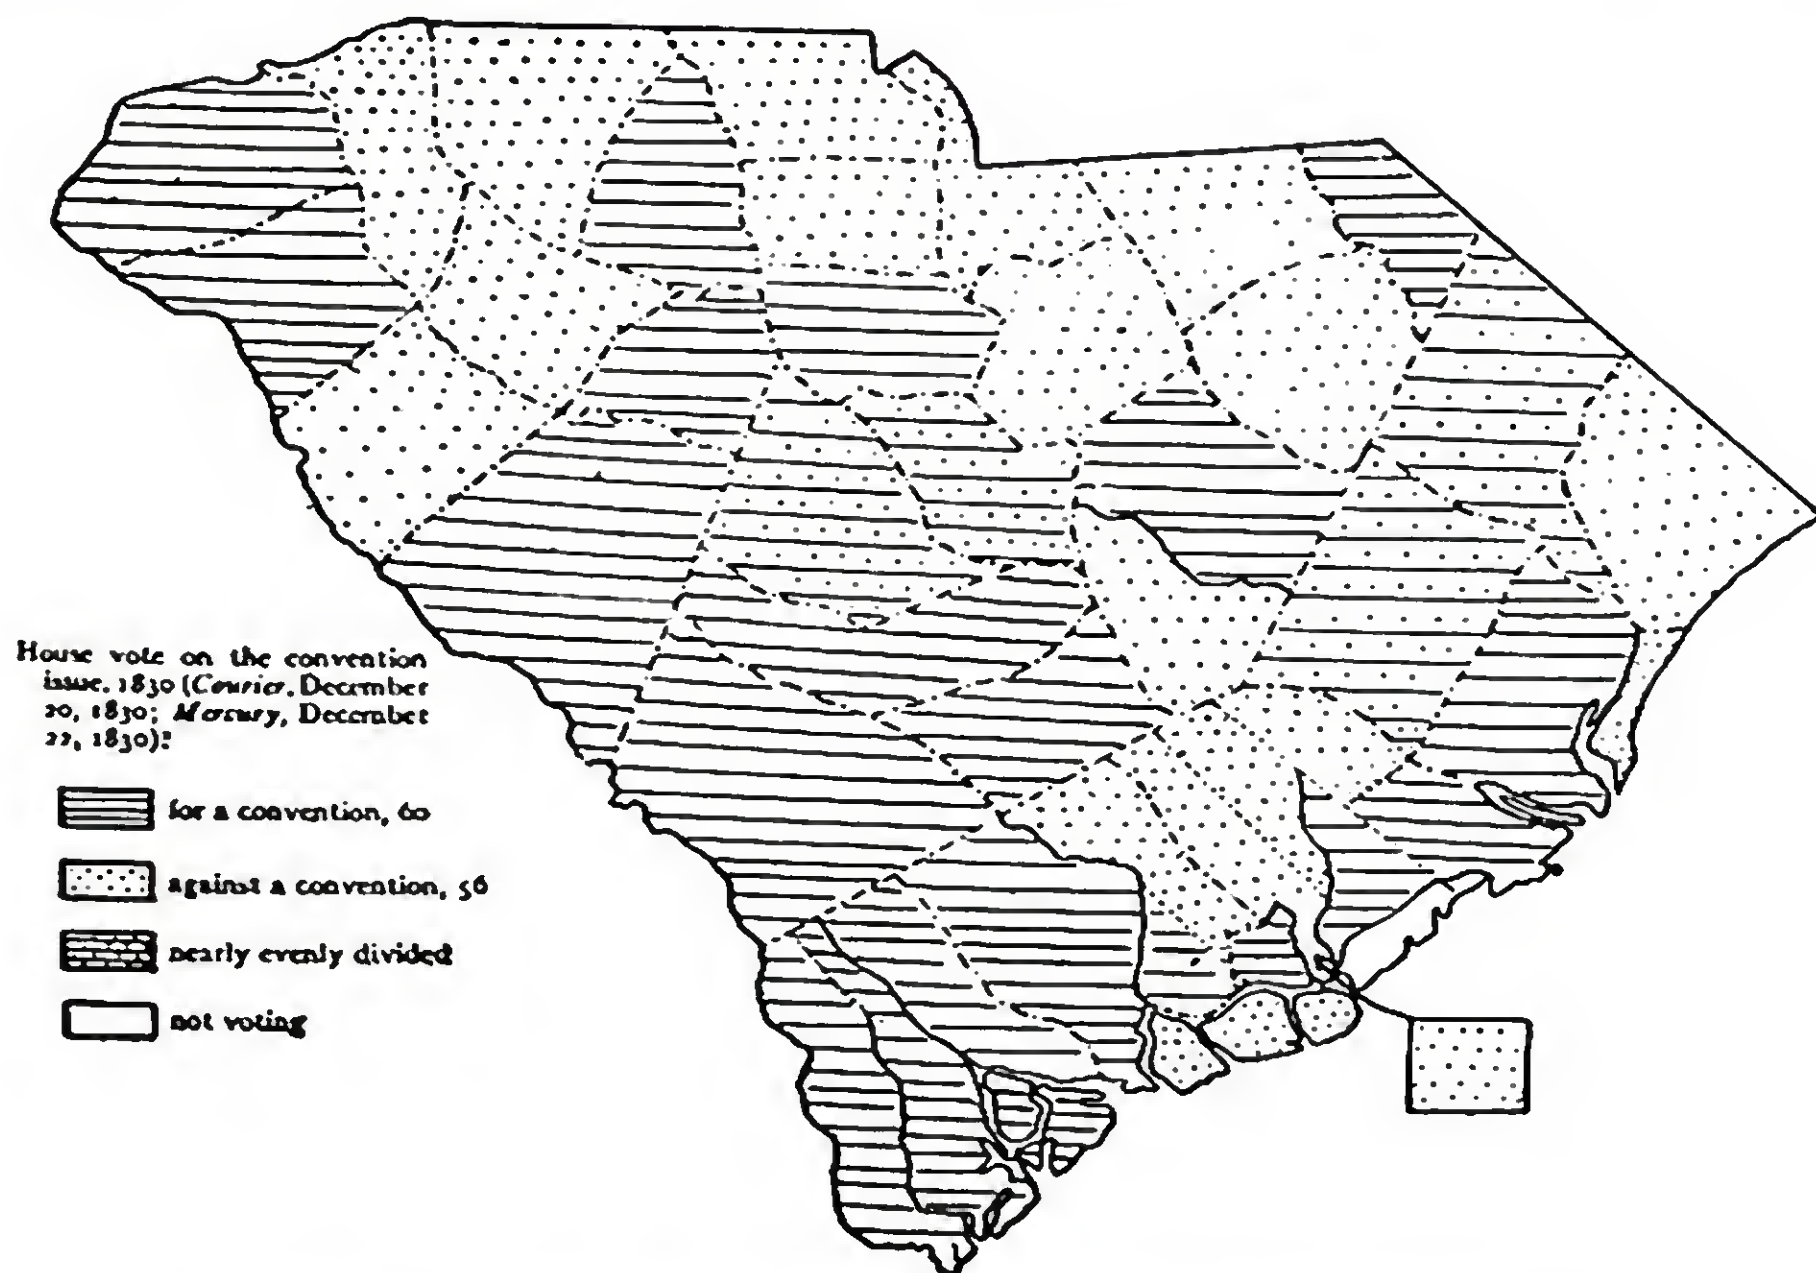 House vote on the convention
issue, 1830 (Courier, December
20, 1830; Mercury, December
22, 1830):
for a convention, 60
against a convention, 56
nearly evenly divided
not voting